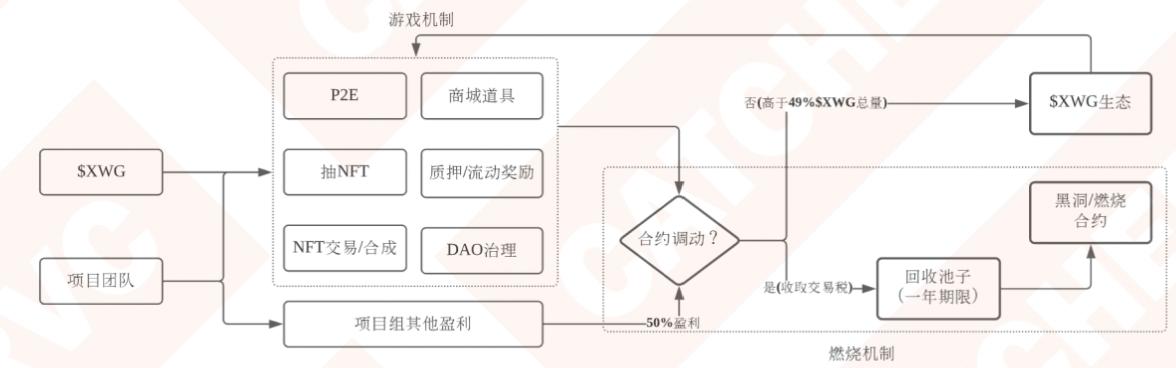 游戏机制
P2E
商城道具
抽NFT
质押/流动奖励
NFT交易/合成
DAO治理
$XWG
项目团队
项目组其他盈利
50%盈利
合约调动？
否(高于49%$XWG总量)
$XWG生态
是(收取交易税)
回收池子
（一年期限）
黑洞/燃烧
合约
燃烧机制
CATCHE